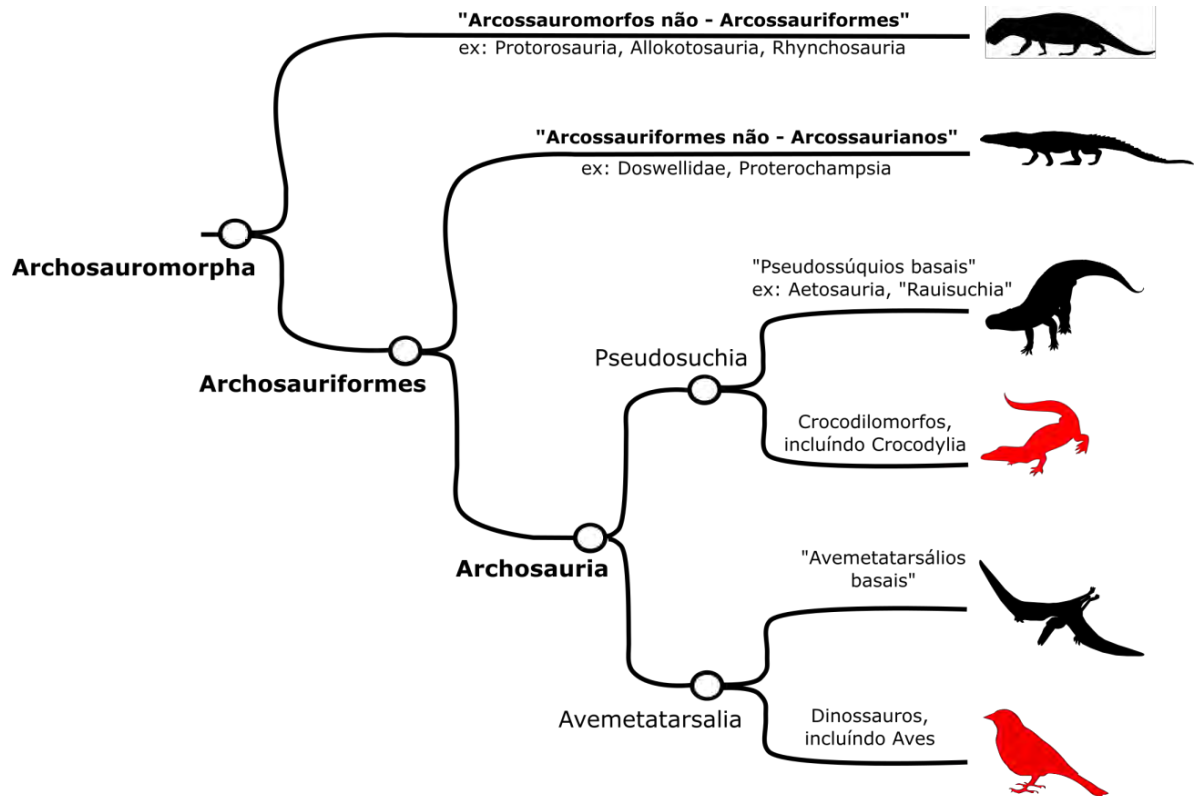 "Arcossauromorfos não - Arcossauriformes"
ex: Protorosauria, Allokotosauria, Rhynchosauria
"Arcossauriformes não - Arcossaurianos"
ex: Doswellidae, Proterochampsia
Archosauromorpha
"Pseudossúquios basais"
ex: Aetosauria, "Rauisuchia"
Pseudosuchia
Archosauriformes
Crocodilomorfos,
incluíndo Crocodylia
Archosauria
"Avemetatarsálios
basais"
Avemetatarsalia
Dinossauros,
incluíndo Aves